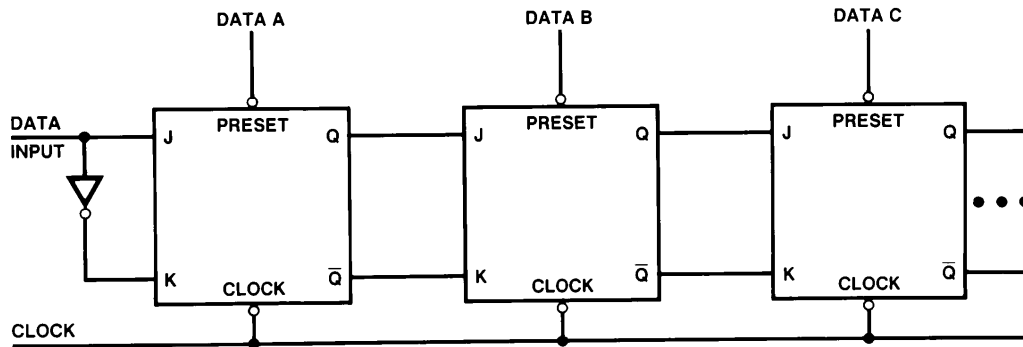 DATA A
DATA B
DATA C
DATA
INPUT
J
PRESET
Q
J
PRESET
Q
J
PRESET
Q
K
CLOCK
Q̅
K
CLOCK
Q̅
K
CLOCK
Q̅
CLOCK